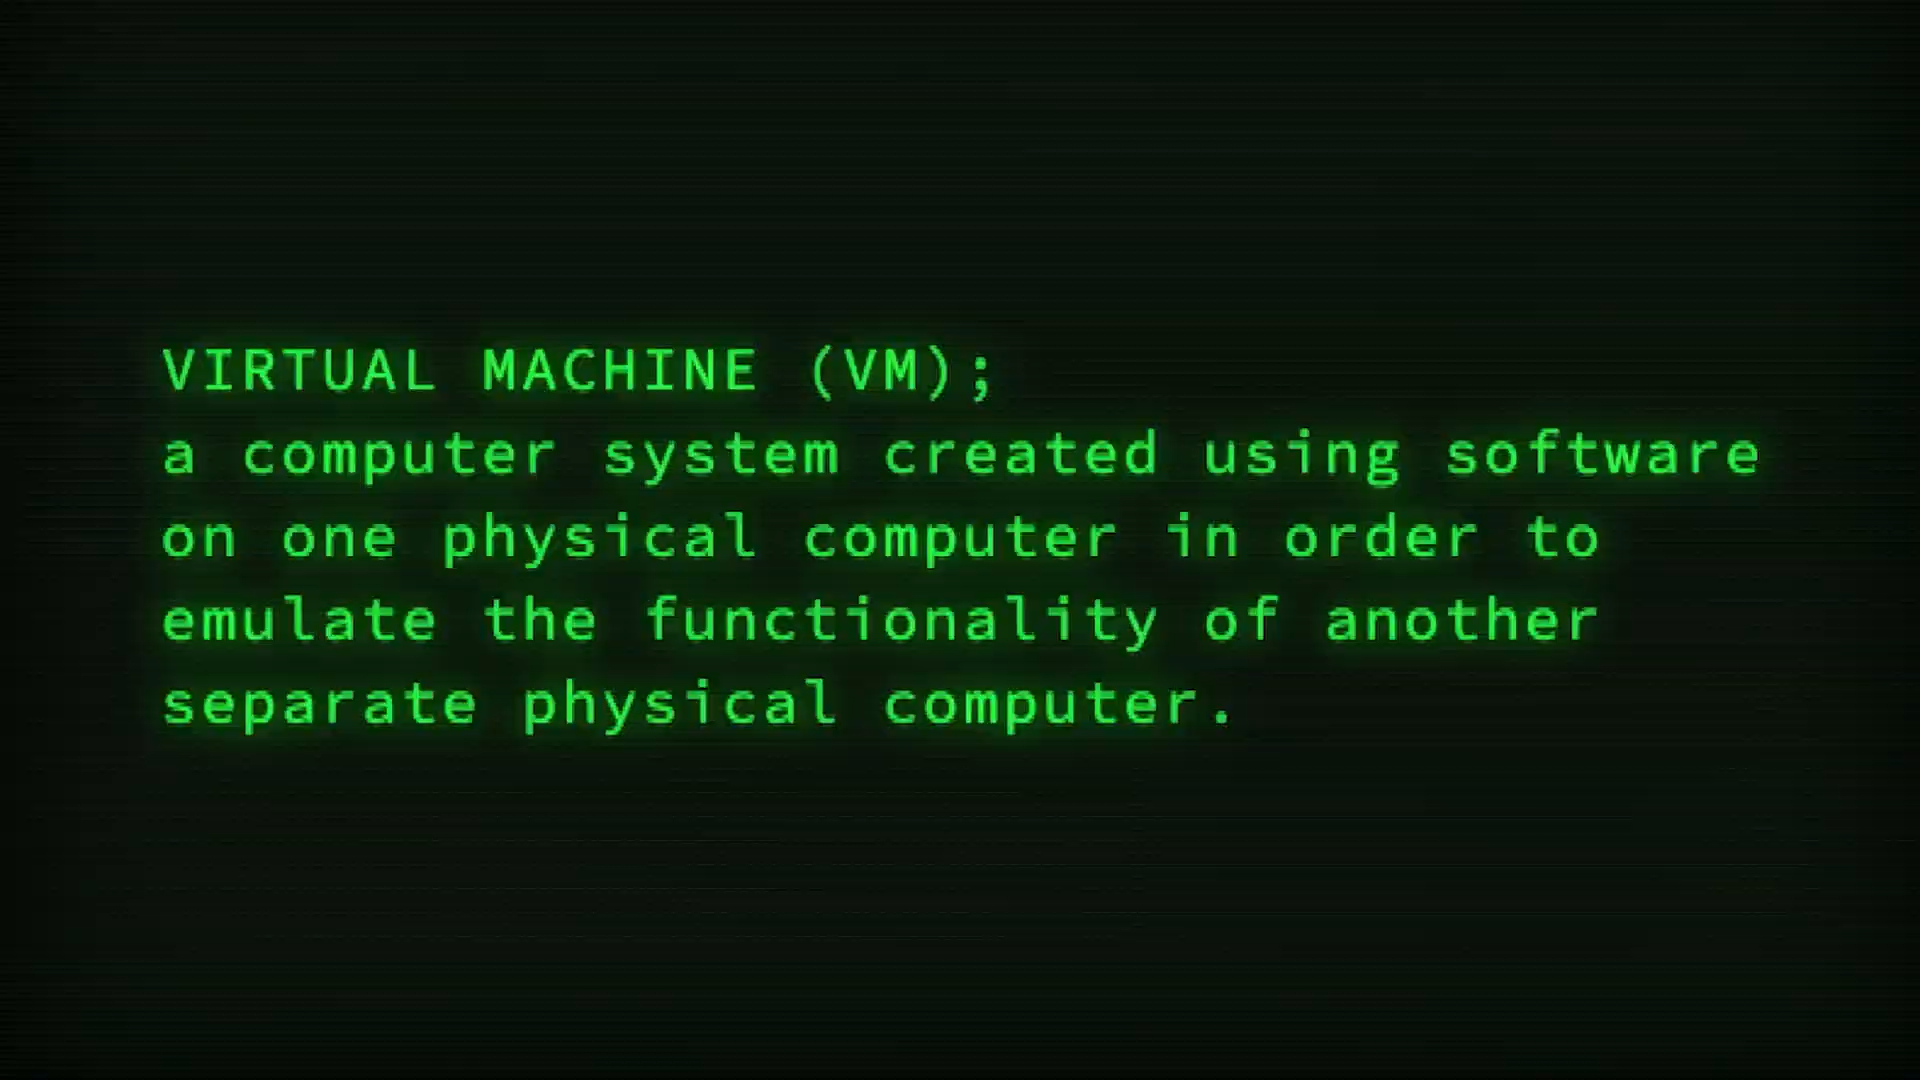 VIRTUAL MACHINE (VM);
a computer system created using software
on one physical computer in order to
emulate the functionality of another
separate physical computer.